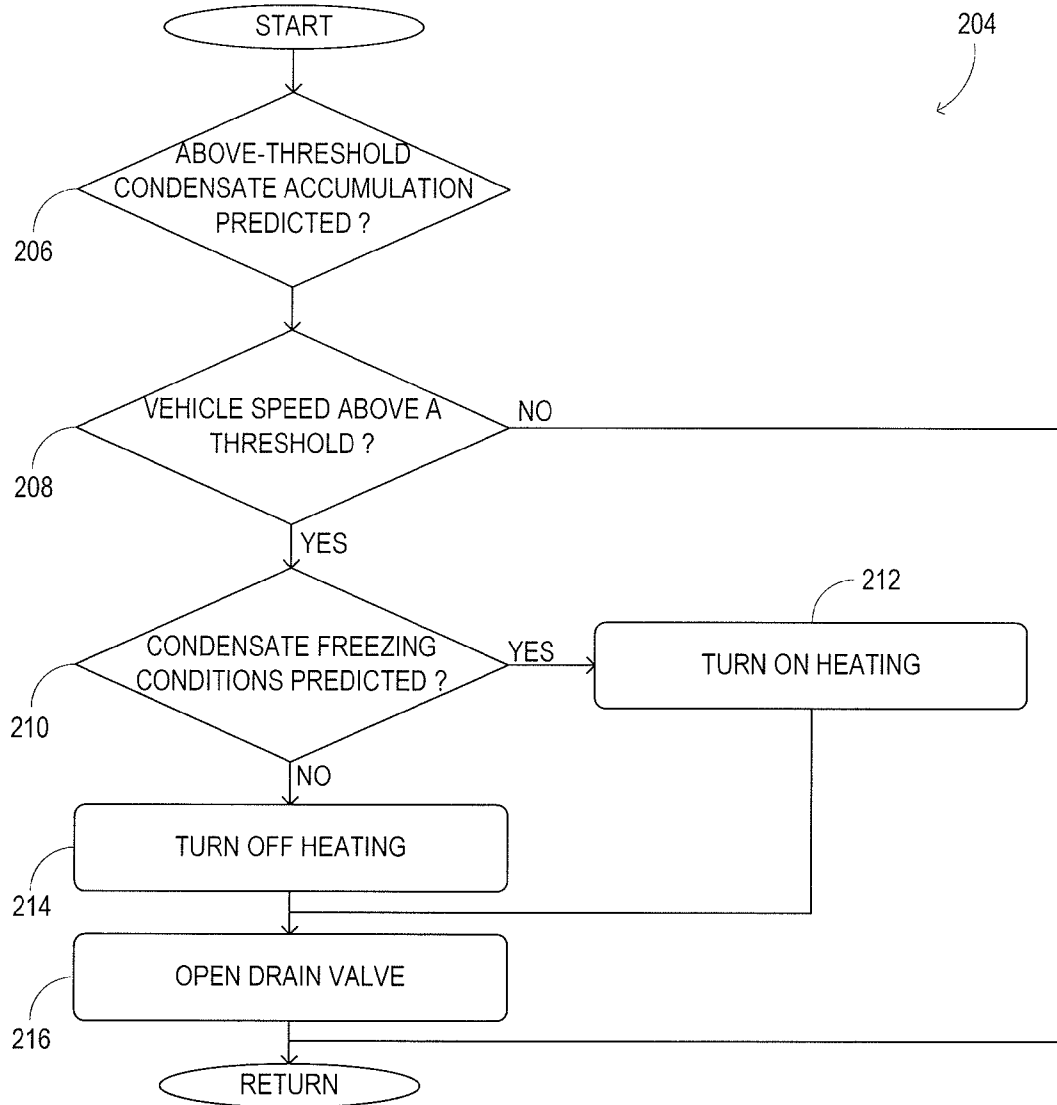 START
204
ABOVE-THRESHOLD
CONDENSATE ACCUMULATION
PREDICTED ?
206
VEHICLE SPEED ABOVE A
THRESHOLD ?
NO
208
YES
212
CONDENSATE FREEZING
CONDITIONS PREDICTED ?
YES
TURN ON HEATING
210
NO
TURN OFF HEATING
214
OPEN DRAIN VALVE
216
RETURN